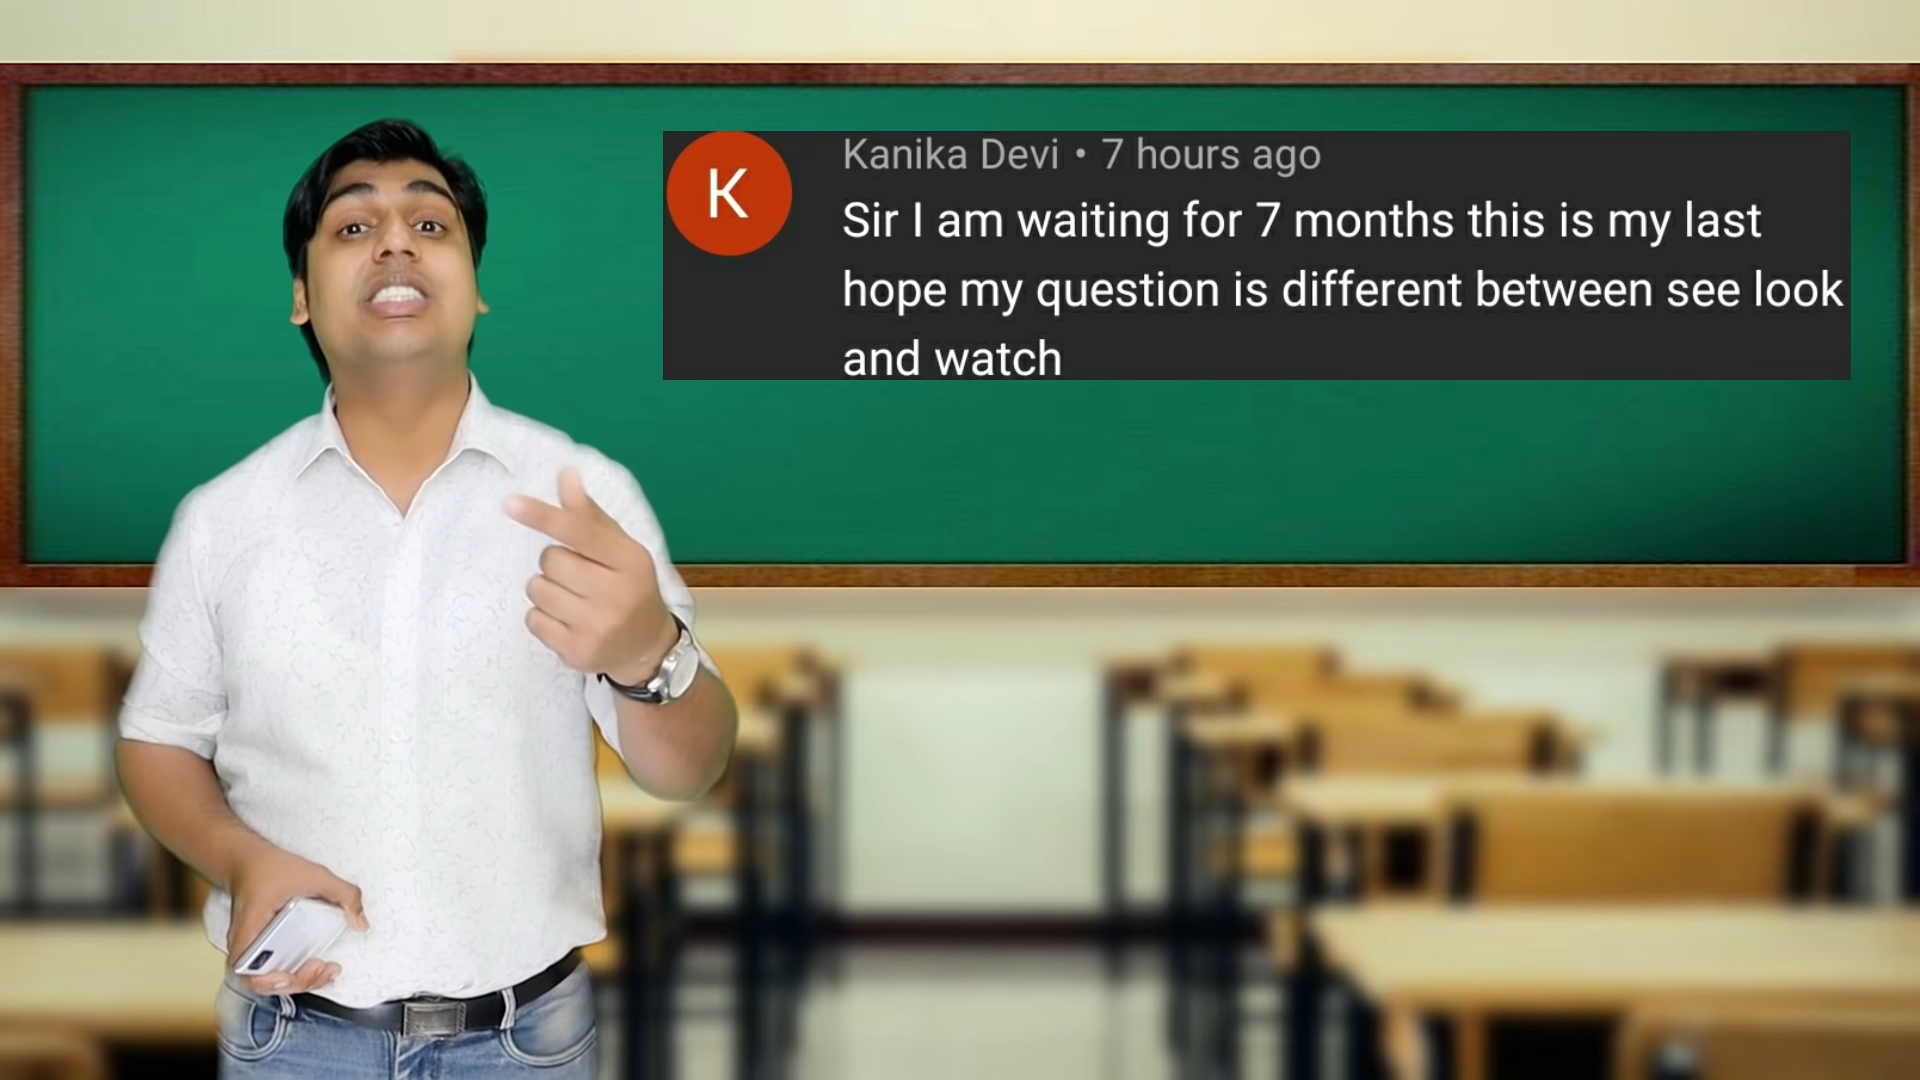 K
Kanika Devi • 7 hours ago
Sir I am waiting for 7 months this is my last
hope my question is different between see look
and watch